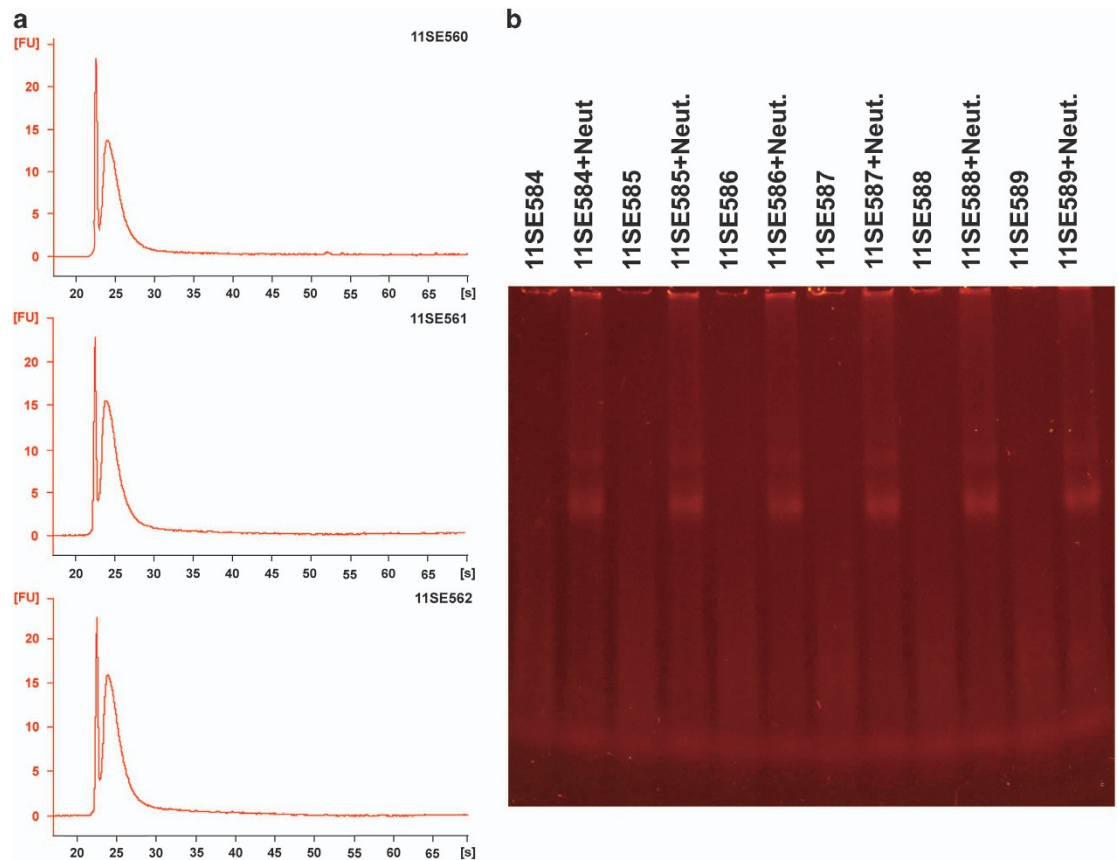 a
[FU]
11SE560
20
15
10
5
0
20 25 30 35 40 45 50 55 60 65 [s]
[FU]
11SE561
20
15
10
5
0
20 25 30 35 40 45 50 55 60 65 [s]
[FU]
11SE562
20
15
10
5
0
20 25 30 35 40 45 50 55 60 65 [s]
b
11SE584
11SE584+Neut
11SE585
11SE585+Neut.
11SE586
11SE586+Neut.
11SE587
11SE587+Neut.
11SE588
11SE588+Neut.
11SE589
11SE589+Neut.